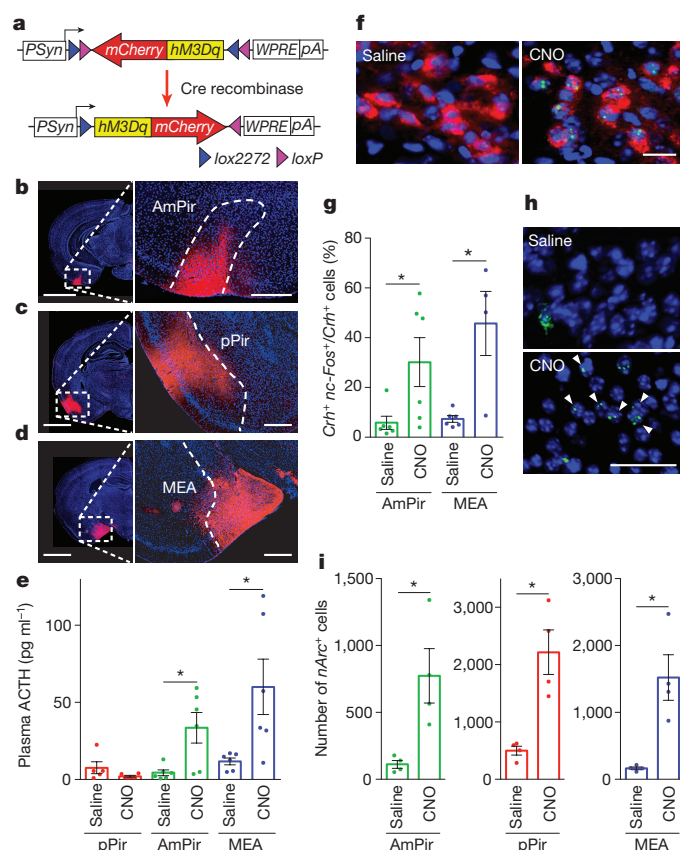 a
PSyn mCherry hM3Dq WPRE pA
Cre recombinase
PSyn hM3Dq mCherry WPRE pA
lox2272 loxP
b
AmPir
c
pPir
d
MEA
e
Plasma ACTH (pg ml⁻¹)
100
50
0
*
*
Saline CNO Saline CNO Saline CNO
pPir AmPir MEA
f
Saline CNO
g
Crh⁺ nc-Fos⁺/Crh⁺ cells (%)
80
60
40
20
0
* *
Saline CNO Saline CNO
AmPir MEA
h
Saline
CNO
i
Number of nArc⁺ cells
1,500
1,000
500
0
*
Saline CNO
AmPir
3,000
2,000
1,000
0
*
Saline CNO
pPir
3,000
2,000
1,000
0
*
Saline CNO
MEA